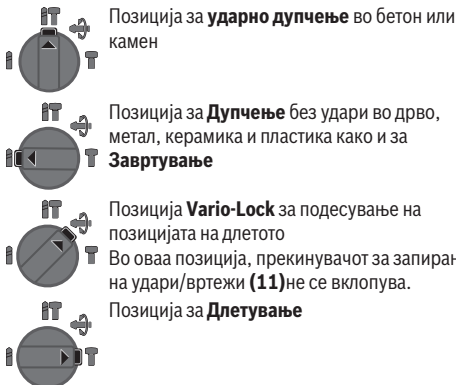 Позиција за ударно дупчење во бетон или
камен
Позиција за Дупчење без удари во дрво,
метал, керамика и пластика како и за
Завртување
Позиција Vario-Lock за подесување на
позицијата на длетото
Во оваа позиција, прекинувачот за запирањ
на удари/вртежи (11)не се вклопува.
Позиција за Длетување